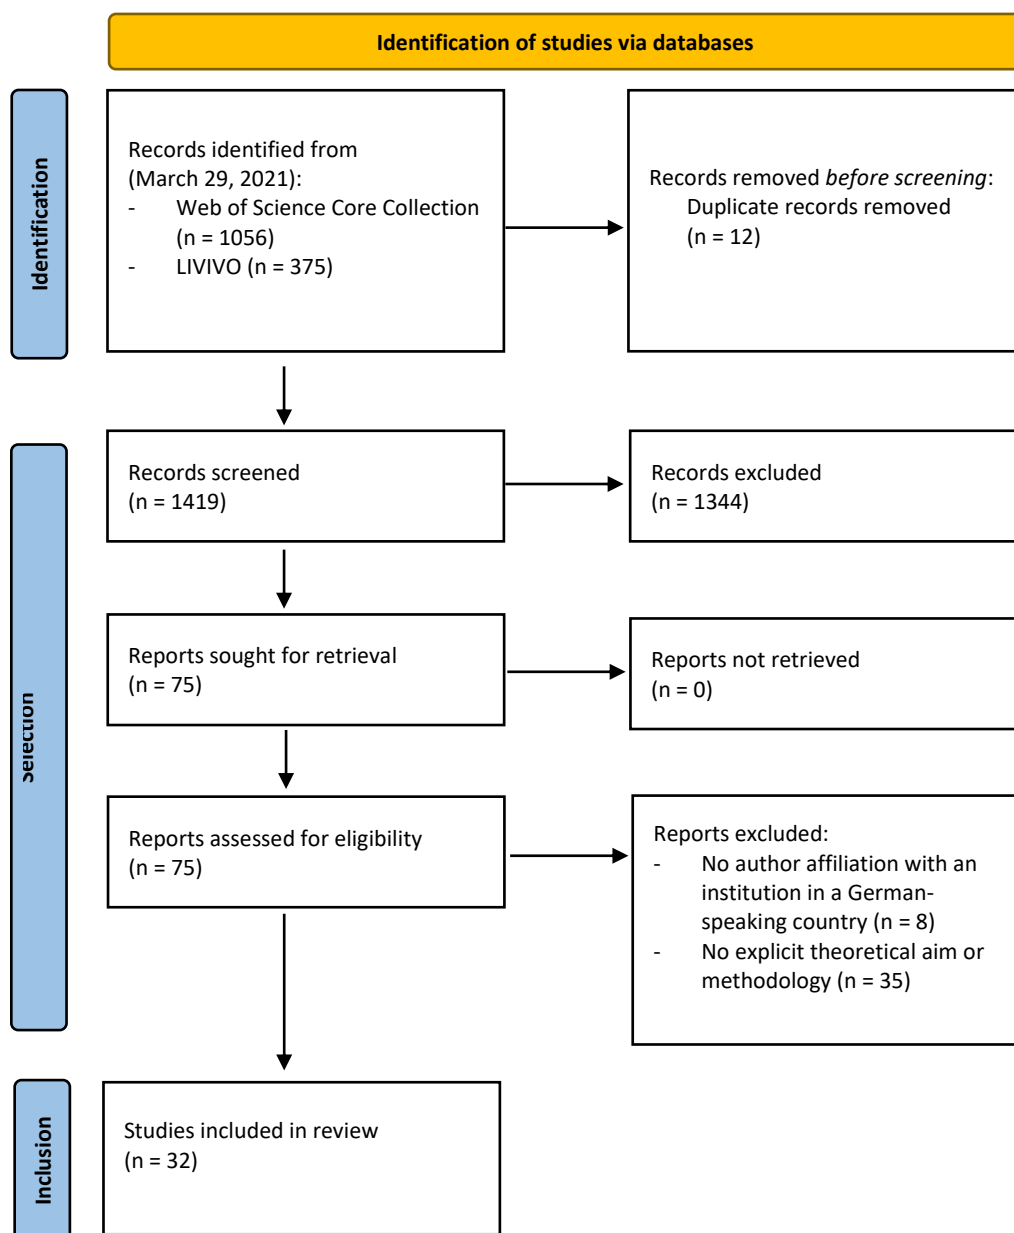 Identification of studies via databases
Identification
Records identified from
(March 29, 2021):
- Web of Science Core Collection
(n = 1056)
- LIVIVO (n = 375)
Records removed before screening:
Duplicate records removed
(n = 12)
Selection
Records screened
(n = 1419)
Records excluded
(n = 1344)
Reports sought for retrieval
(n = 75)
Reports not retrieved
(n = 0)
Reports assessed for eligibility
(n = 75)
Reports excluded:
- No author affiliation with an
institution in a German-
speaking country (n = 8)
- No explicit theoretical aim or
methodology (n = 35)
Inclusion
Studies included in review
(n = 32)